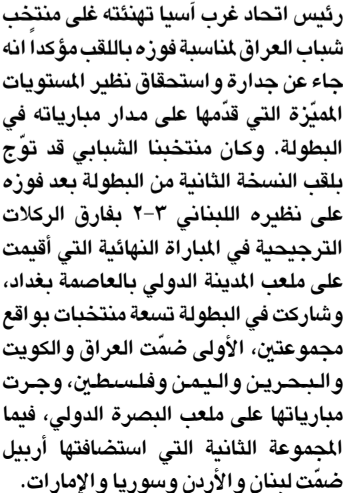 رئيس اتحاد غرب آسيا تهنئته غلى منتخب
شباب العراق لمناسبة فوزه باللقب مؤكداً انه
جاء عن جدارة واستحقاق نظير المستويات
المميّزة التي قدّمها على مدار مبارياته في
البطولة. وكان منتخبنا الشبابي قد توّج
بلقب النسخة الثانية من البطولة بعد فوزه
على نظيره اللبناني ٣-٢ بفارق الركلات
الترجيحية في المباراة النهائية التي أقيمت
على ملعب المدينة الدولي بالعاصمة بغداد،
وشاركت في البطولة تسعة منتخبات بواقع
مجموعتين، الأولى ضمّت العراق والكويت
والبحرين واليمن وفلسطين، وجرت
مبارياتها على ملعب البصرة الدولي، فيما
المجموعة الثانية التي استضافتها أربيل
ضمّت لبنان والأردن وسوريا والإمارات.